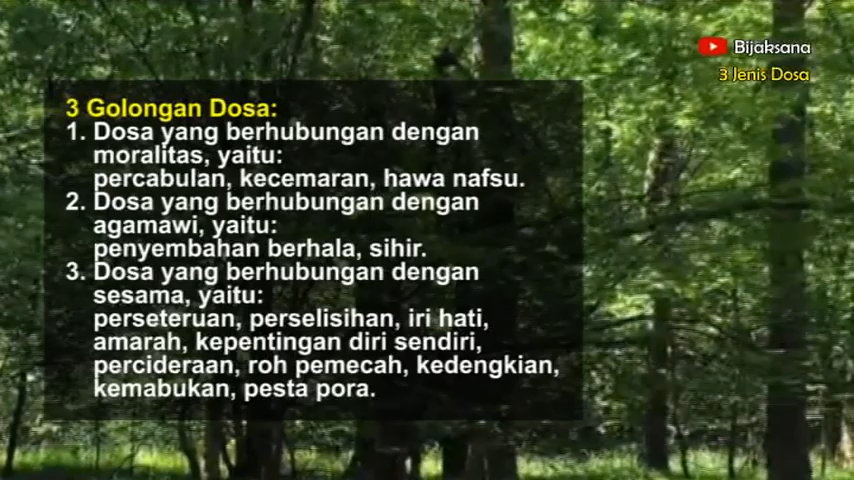 Bijaksana
3 Jenis Dosa
3 Golongan Dosa:
1. Dosa yang berhubungan dengan
moralitas, yaitu:
percabulan, kecemaran, hawa nafsu.
2. Dosa yang berhubungan dengan
agamawi, yaitu:
penyembahan berhala, sihir.
3. Dosa yang berhubungan dengan
sesama, yaitu:
perseteruan, perselisihan, iri hati,
amarah, kepentingan diri sendiri,
percideraan, roh pemecah, kedengkian,
kemabukan, pesta pora.